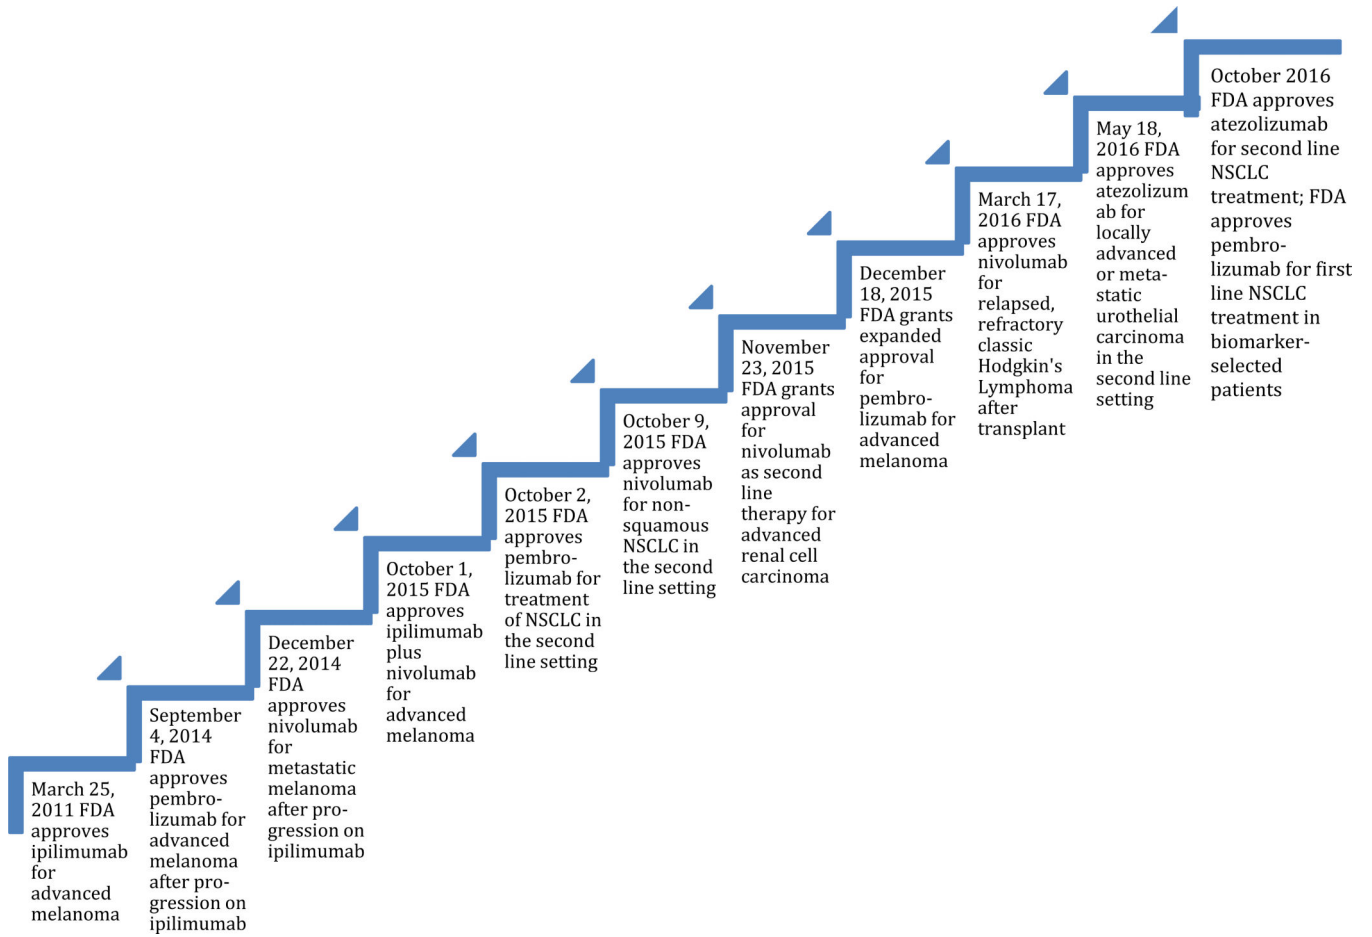 March 25,
2011 FDA
approves
ipilimumab
for
advanced
melanoma
September
4, 2014
FDA
approves
pembro-
lizumab for
advanced
melanoma
after pro-
gression on
ipilimumab
December
22, 2014
FDA
approves
nivolumab
for
metastatic
melanoma
after pro-
gression on
ipilimumab
October 1,
2015 FDA
approves
ipilimumab
plus
nivolumab
for
advanced
melanoma
October 2,
2015 FDA
approves
pembro-
lizumab for
treatment
of NSCLC in
the second
line setting
October 9,
2015 FDA
approves
nivolumab
for non-
squamous
NSCLC in
the second
line setting
November
23, 2015
FDA grants
approval
for
nivolumab
as second
line
therapy for
advanced
renal cell
carcinoma
December
18, 2015
FDA grants
expanded
approval
for
pembro-
lizumab for
advanced
melanoma
March 17,
2016 FDA
approves
nivolumab
for
relapsed,
refractory
classic
Hodgkin's
Lymphoma
after
transplant
May 18,
2016 FDA
approves
atezolizum
ab for
locally
advanced
or meta-
static
urothelial
carcinoma
in the
second line
setting
October 2016
FDA approves
atezolizumab
for second line
NSCLC
treatment; FDA
approves
pembro-
lizumab for first
line NSCLC
treatment in
biomarker-
selected
patients